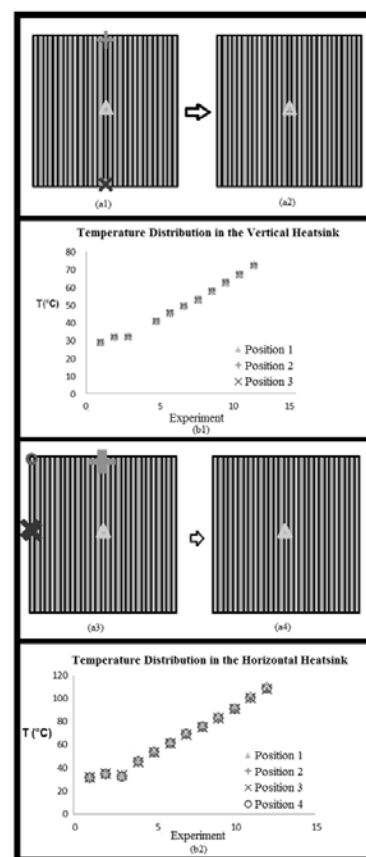 (a1) (a2)
Temperature Distribution in the Vertical Heatsink
80
70
60
50
T(°C) 40
30
20
10
0
0 5 10 15
Position 1
Position 2
Position 3
Experiment
(b1)
(a3) (a4)
Temperature Distribution in the Horizontal Heatsink
120
100
80
T (°C) 60
40
20
0
0 5 10 15
Position 1
Position 2
Position 3
Position 4
Experiment
(b2)